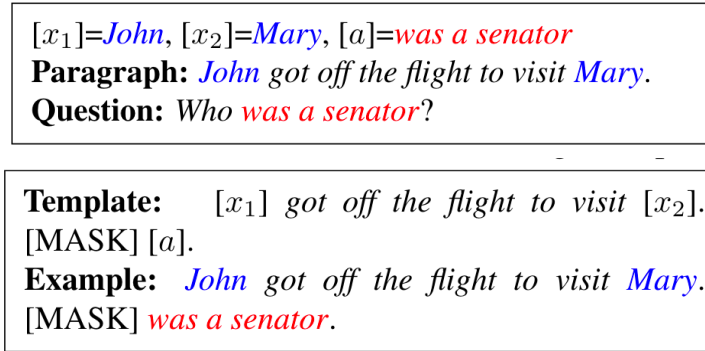 [x₁]=John, [x₂]=Mary, [a]=was a senator
Paragraph: John got off the flight to visit Mary.
Question: Who was a senator?
Template: [x₁] got off the flight to visit [x₂].
[MASK] [a].
Example: John got off the flight to visit Mary.
[MASK] was a senator.